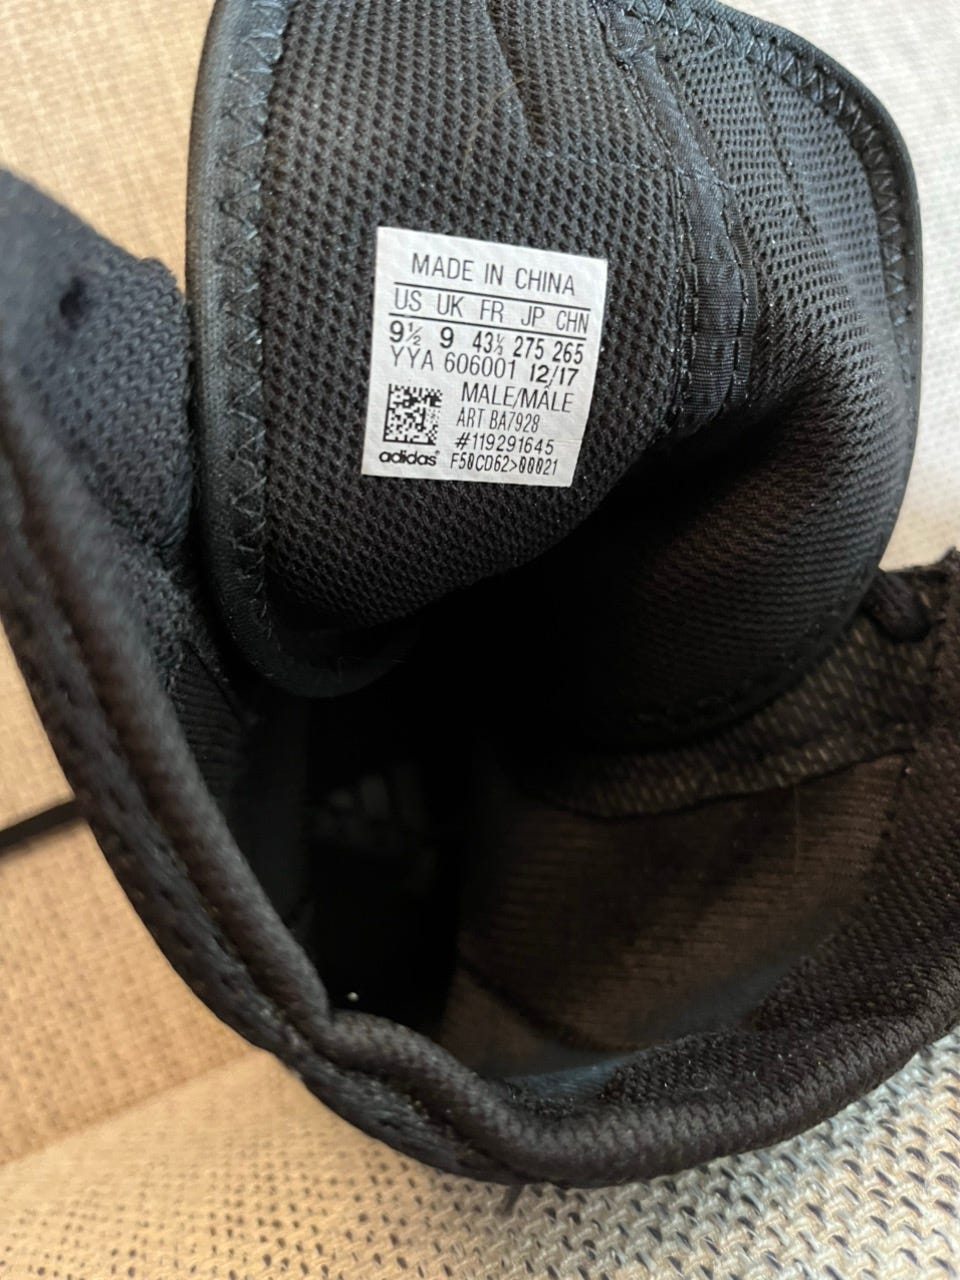 MADE IN CHINA
US UK FR JP CHN
9½ 9 43⅓ 275 265
YYA 606001 12/17
MALE/MÂLE
ART BA7928
#119291645
adidas® F50CD62>00021